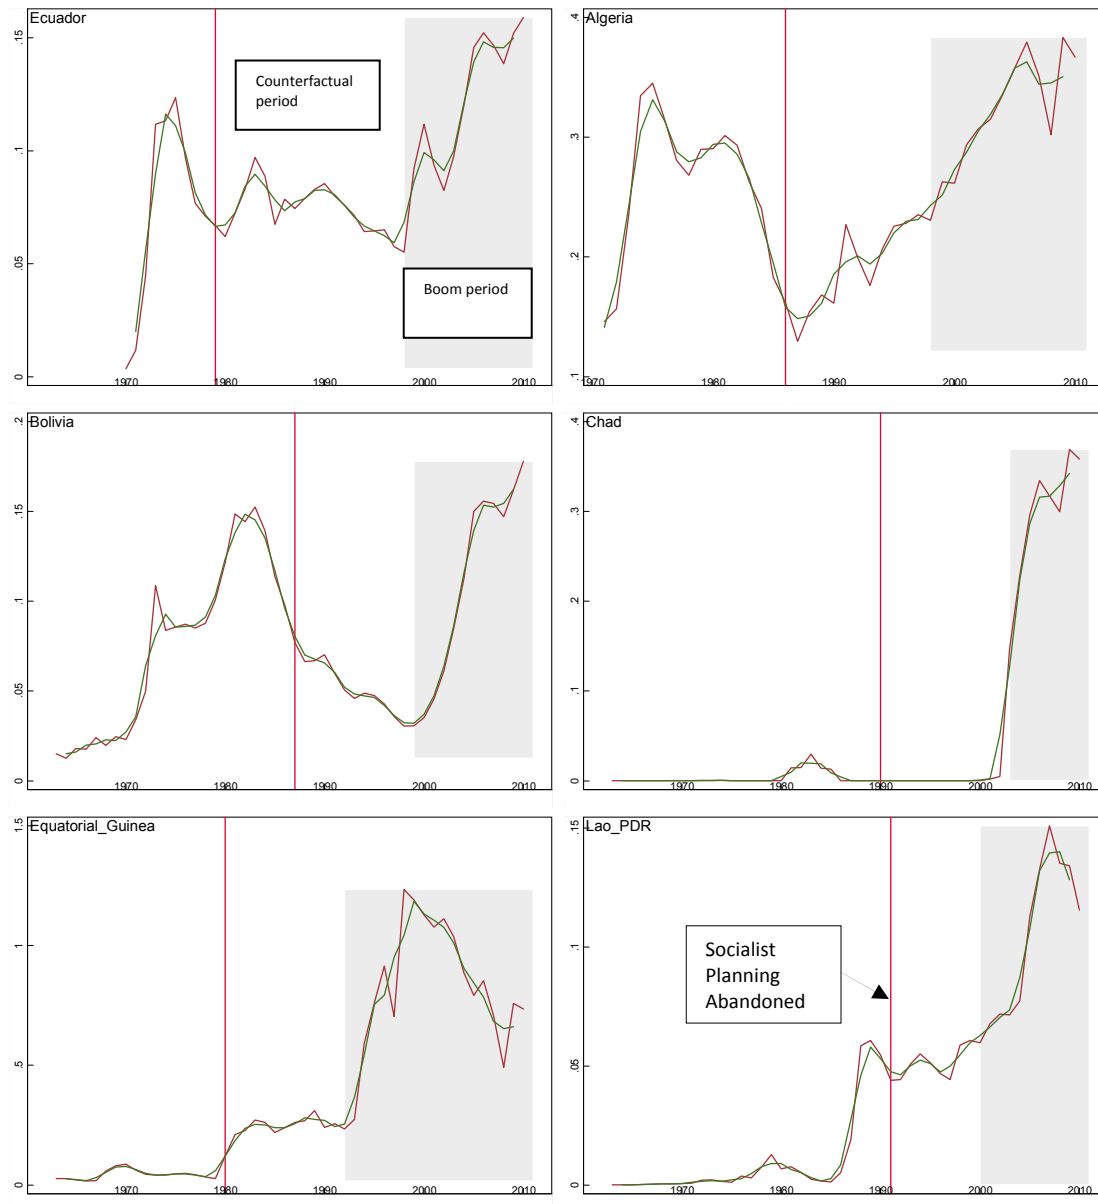 Ecuador
.15
.1
.05
0
Counterfactual
period
Boom period
1970 1980 1990 2000 2010
Algeria
.4
.3
.2
.1
1970 1980 1990 2000 2010
Bolivia
.2
.15
.1
.05
0
1970 1980 1990 2000 2010
Chad
.4
.3
.2
.1
0
1970 1980 1990 2000 2010
Equatorial_Guinea
1.5
1
.5
0
1970 1980 1990 2000 2010
Lao_PDR
.15
.1
.05
0
Socialist
Planning
Abandoned
1970 1980 1990 2000 2010